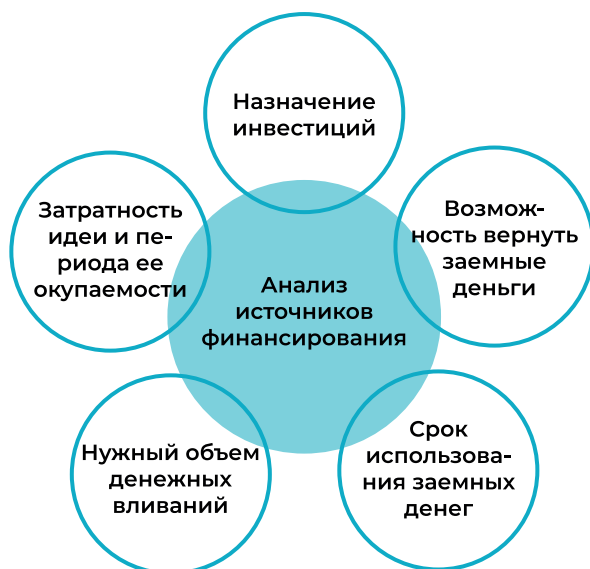 Назначение
инвестиций
Затратность
идеи и пе-
риода ее
окупаемости
Возмож-
ность вернуть
заемные
деньги
Анализ
источников
финансирования
Нужный объем
денежных
вливаний
Срок
использова-
ния заемных
денег